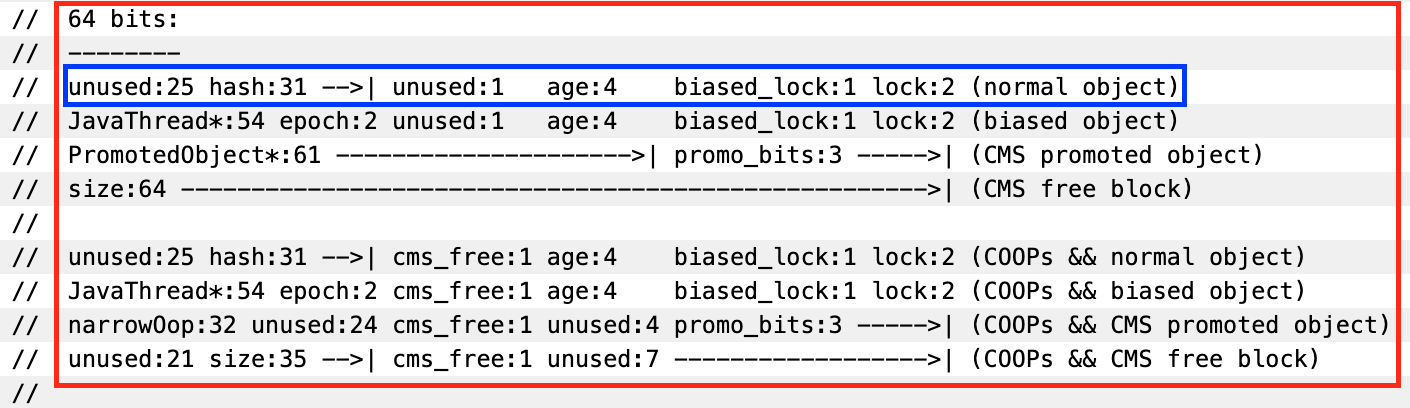 // 64 bits:
// --------
// unused:25 hash:31 -->| unused:1   age:4    biased_lock:1 lock:2 (normal object)
// JavaThread*:54 epoch:2 unused:1   age:4    biased_lock:1 lock:2 (biased object)
// PromotedObject*:61 --------------------->| promo_bits:3 ----->| (CMS promoted object)
// size:64 ----------------------------------------------------->| (CMS free block)
//
// unused:25 hash:31 -->| cms_free:1 age:4    biased_lock:1 lock:2 (COOPs && normal object)
// JavaThread*:54 epoch:2 cms_free:1 age:4    biased_lock:1 lock:2 (COOPs && biased object)
// narrowOop:32 unused:24 cms_free:1 unused:4 promo_bits:3 ----->| (COOPs && CMS promoted object)
// unused:21 size:35 -->| cms_free:1 unused:7 ------------------>| (COOPs && CMS free block)
//